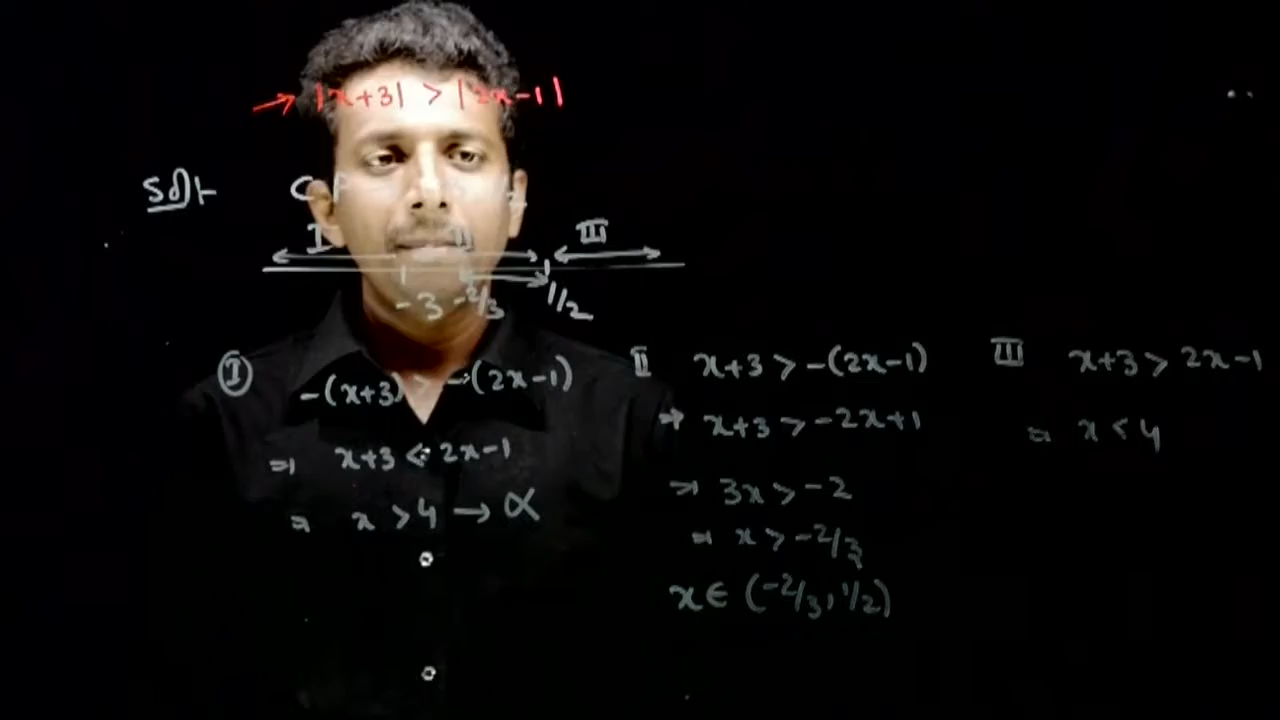 → |x+3| > |2x-1|
Soln
I II III
-3 -2/3 1/2
I -(x+3) > -(2x-1)
⇒ x+3 < 2x-1
⇒ x > 4 → ∝
II x+3 > -(2x-1)
⇒ x+3 > -2x+1
⇒ 3x > -2
⇒ x > -2/3
x ∈ (-2/3, 1/2)
III x+3 > 2x-1
⇒ x < 4